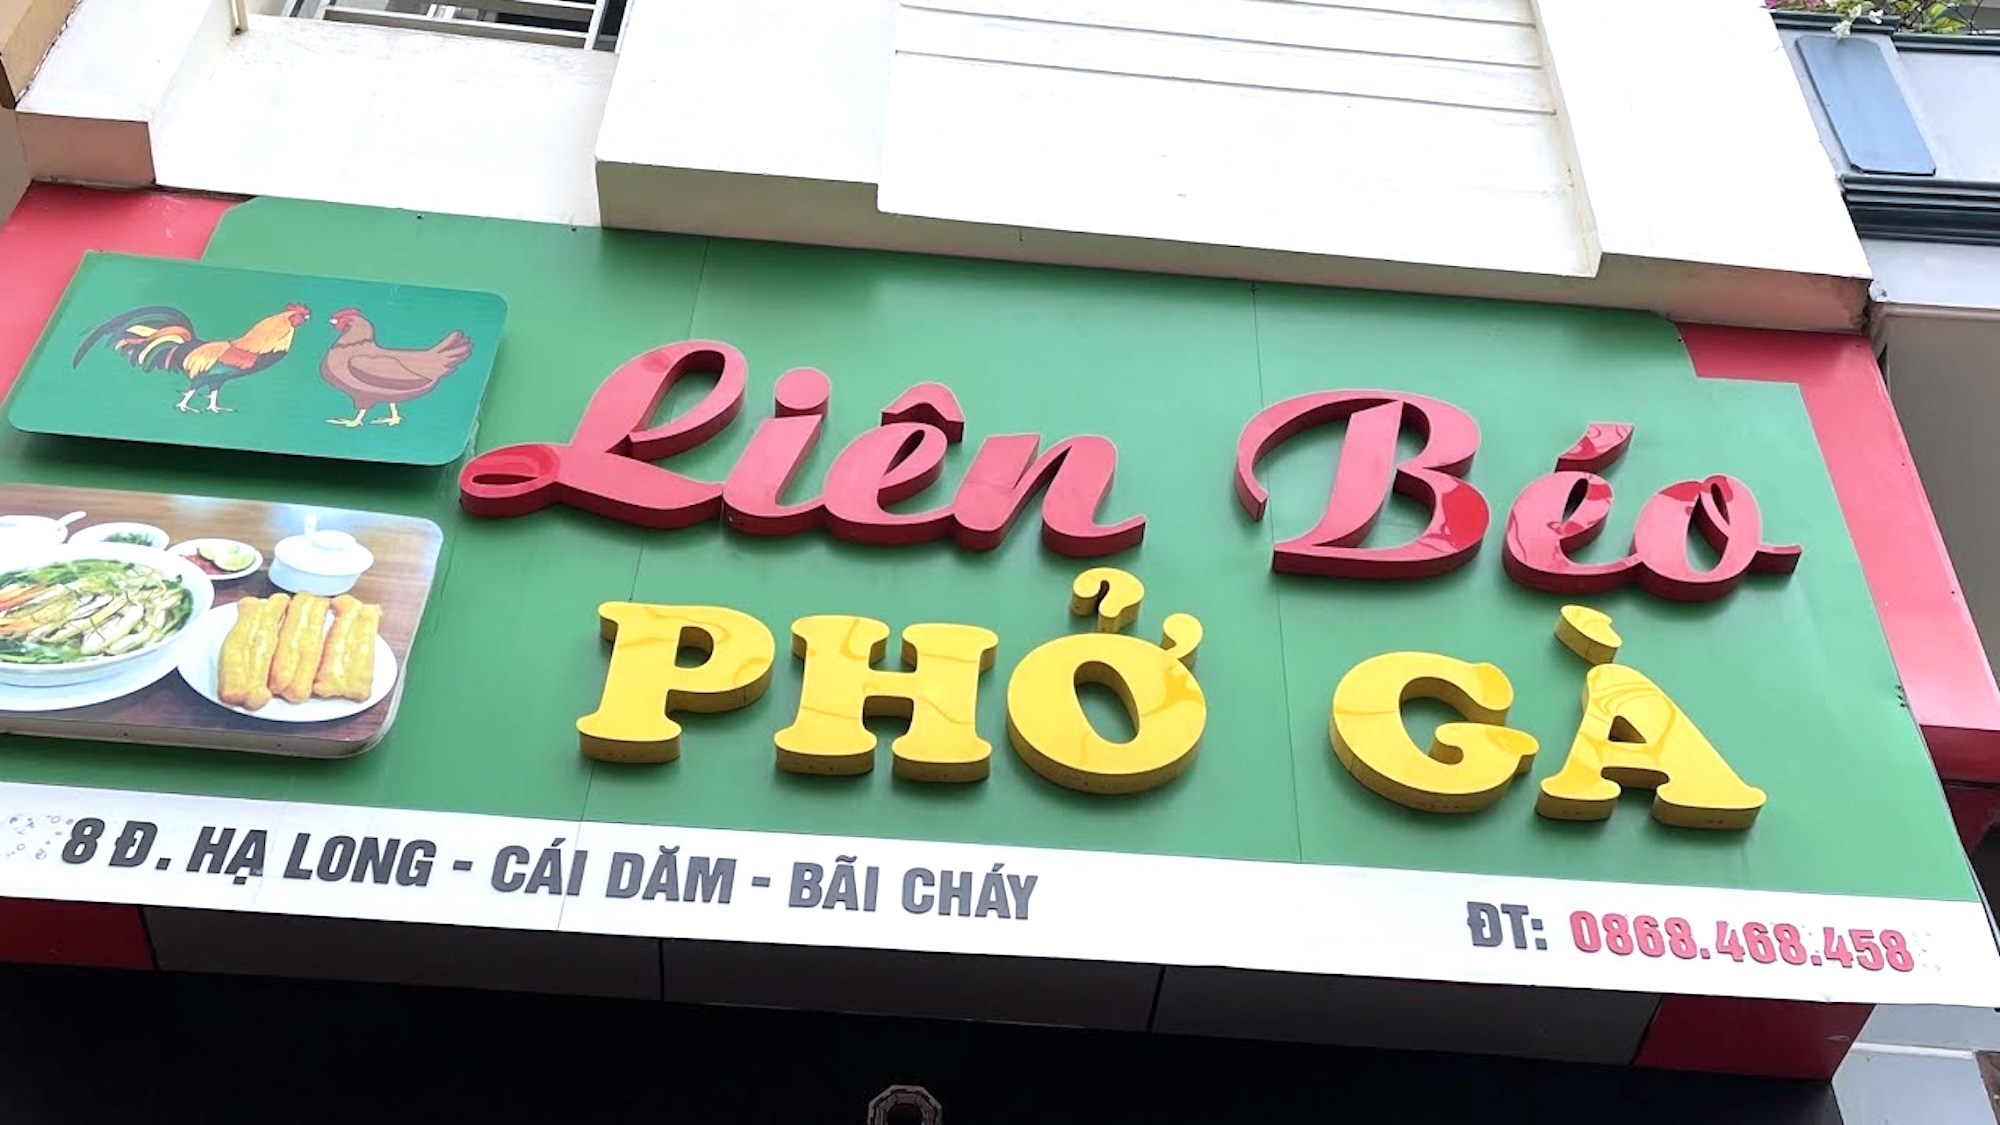 Liên Béo
PHỞ GÀ
8 Đ. HẠ LONG - CÁI DĂM - BÃI CHÁY
ĐT: 0868.468.458